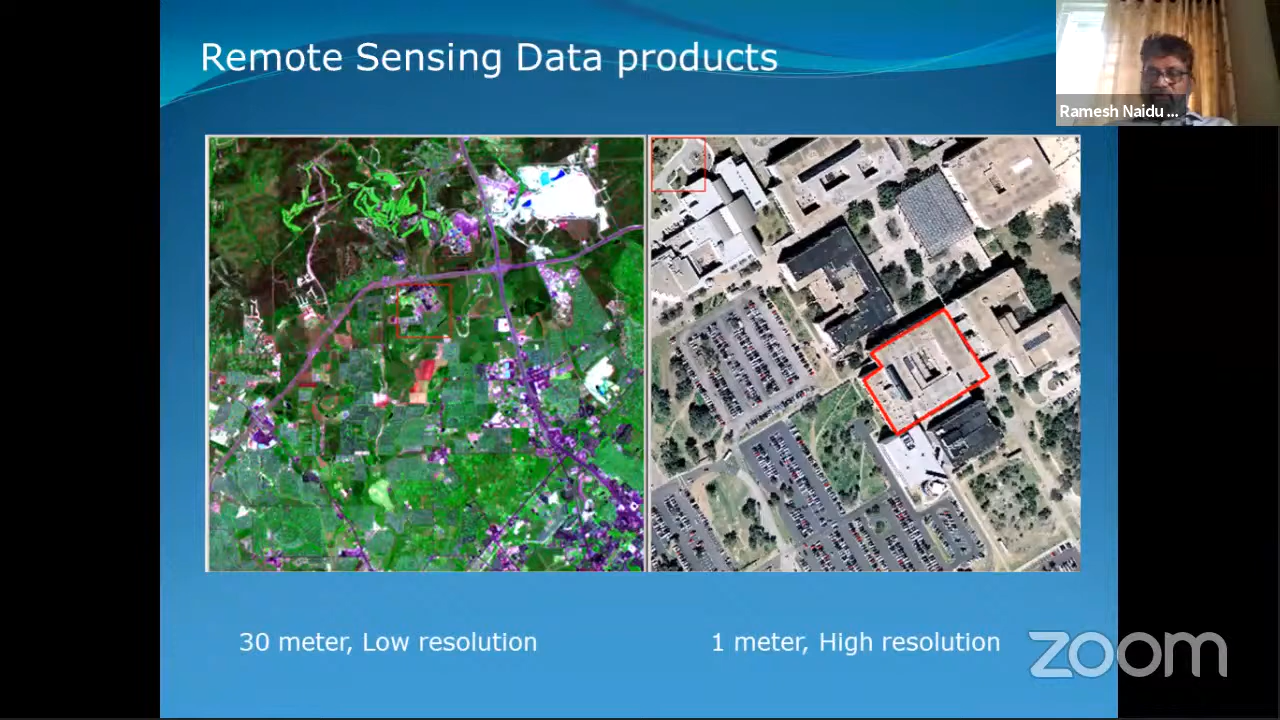 Remote Sensing Data products
Ramesh Naidu ...
30 meter, Low resolution
1 meter, High resolution
zoom